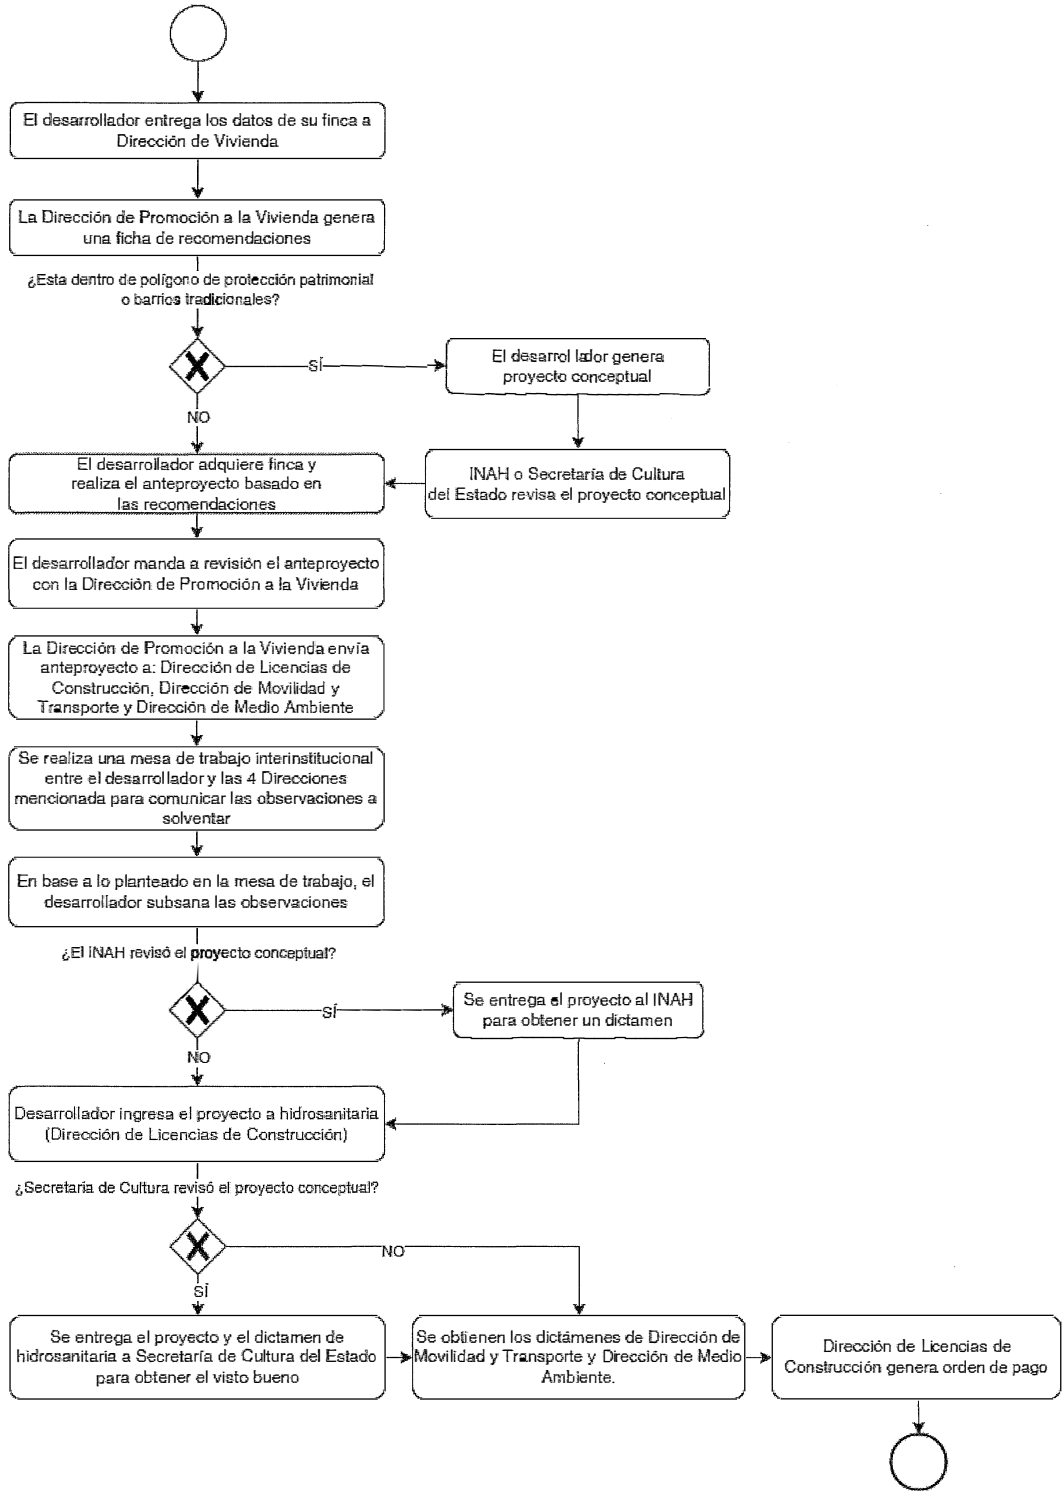 El desarrollador entrega los datos de su finca a
Dirección de Vivienda
La Dirección de Promoción a la Vivienda genera
una ficha de recomendaciones
¿Esta dentro de polígono de protección patrimonial
o barrios tradicionales?
SÍ
El desarrollador genera
proyecto conceptual
NO
El desarrollador adquiere finca y
realiza el anteproyecto basado en
las recomendaciones
INAH o Secretaría de Cultura
del Estado revisa el proyecto conceptual
El desarrollador manda a revisión el anteproyecto
con la Dirección de Promoción a la Vivienda
La Dirección de Promoción a la Vivienda envía
anteproyecto a: Dirección de Licencias de
Construcción, Dirección de Movilidad y
Transporte y Dirección de Medio Ambiente
Se realiza una mesa de trabajo interinstitucional
entre el desarrollador y las 4 Direcciones
mencionada para comunicar las observaciones a
solventar
En base a lo planteado en la mesa de trabajo, el
desarrollador subsana las observaciones
¿El INAH revisó el proyecto conceptual?
SÍ
Se entrega el proyecto al INAH
para obtener un dictamen
NO
Desarrollador ingresa el proyecto a hidrosanitaria
(Dirección de Licencias de Construcción)
¿Secretaria de Cultura revisó el proyecto conceptual?
NO
SÍ
Se entrega el proyecto y el dictamen de
hidrosanitaria a Secretaría de Cultura del Estado
para obtener el visto bueno
Se obtienen los dictámenes de Dirección de
Movilidad y Transporte y Dirección de Medio
Ambiente.
Dirección de Licencias de
Construcción genera orden de pago